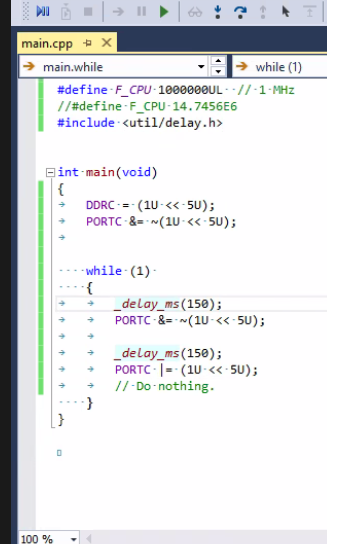 main.cpp
main.while
while (1)
#define F_CPU 1000000UL // 1 MHz
//#define F_CPU 14.7456E6
#include <util/delay.h>
int main(void)
{
DDRC = (1U << 5U);
PORTC &= ~(1U << 5U);
while (1)
{
_delay_ms(150);
PORTC &= ~(1U << 5U);
_delay_ms(150);
PORTC |= (1U << 5U);
// Do nothing.
}
}
100 %